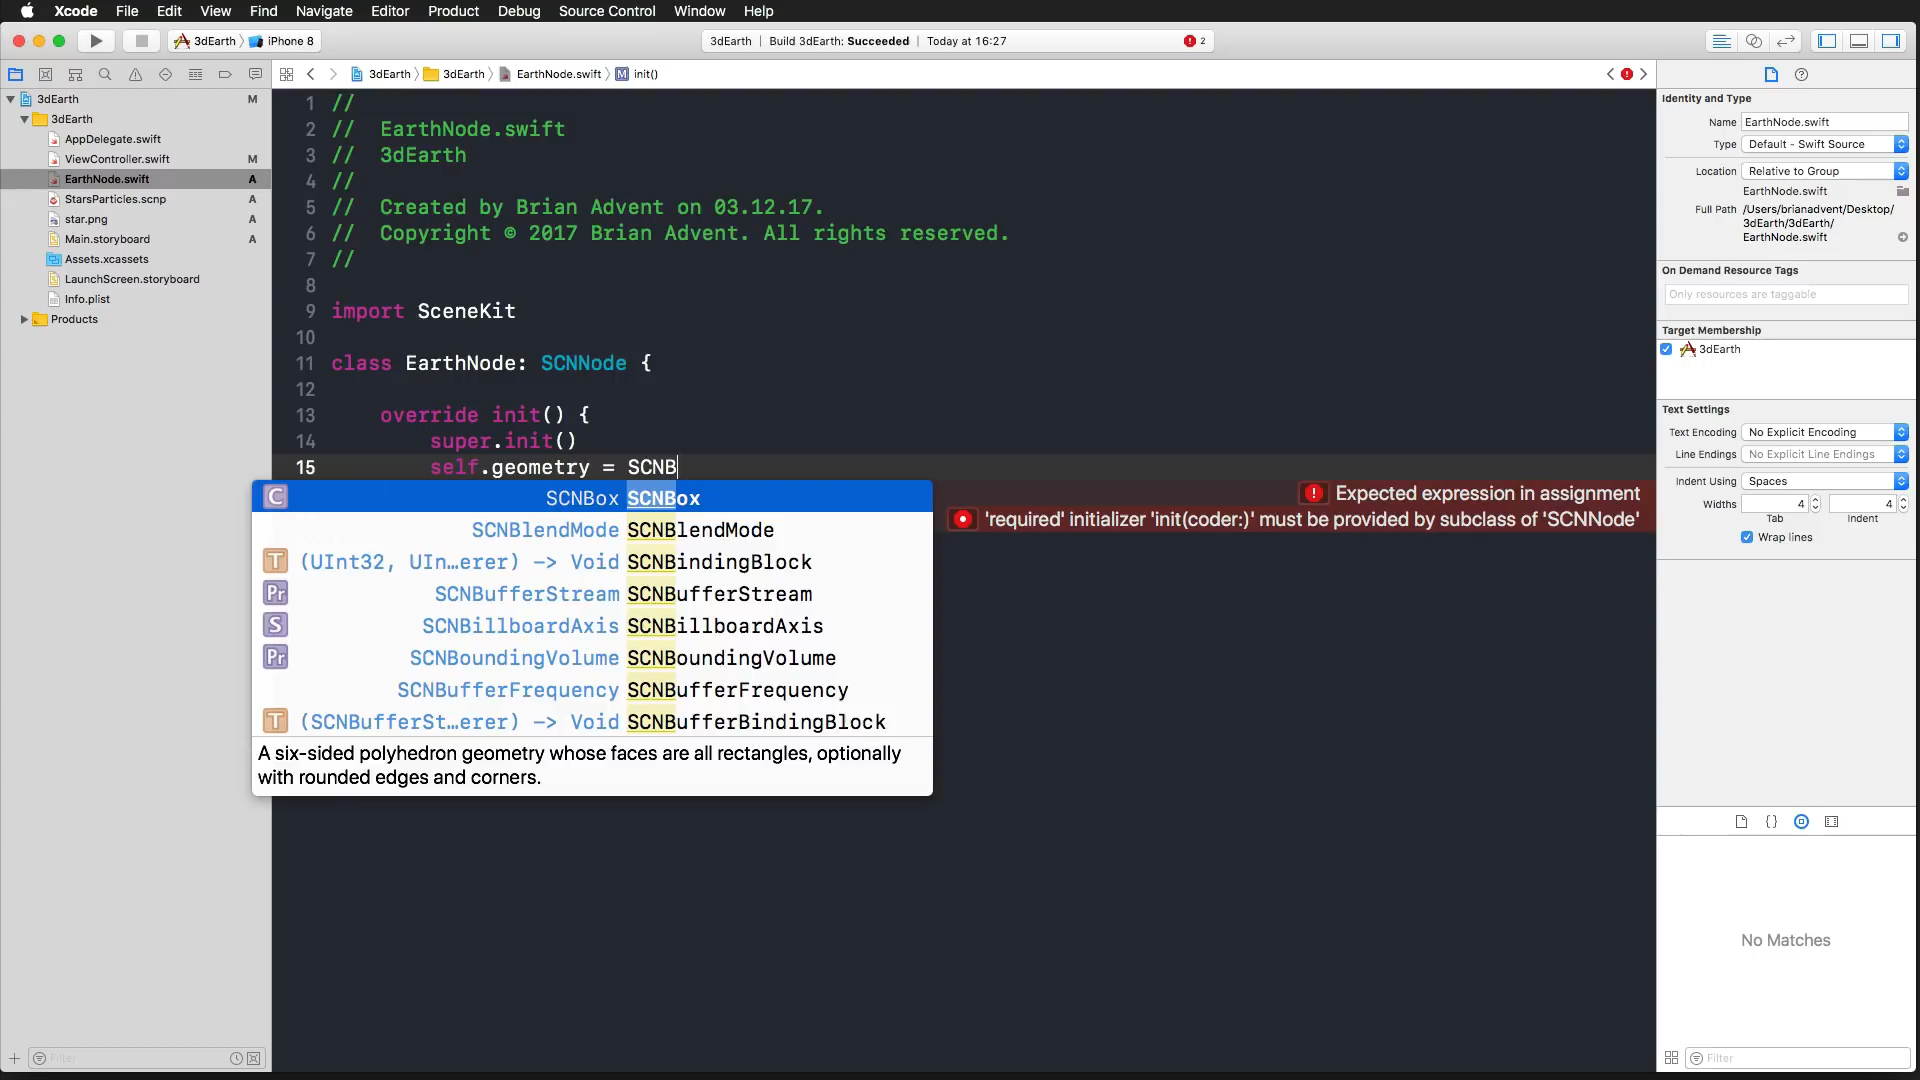 Xcode File Edit View Find Navigate Editor Product Debug Source Control Window Help
3dEarth iPhone 8
3dEarth | Build 3dEarth: Succeeded | Today at 16:27
2
3dEarth 3dEarth EarthNode.swift M init()
3dEarth M
3dEarth
AppDelegate.swift
ViewController.swift M
EarthNode.swift A
StarsParticles.scnp A
star.png A
Main.storyboard A
Assets.xcassets
LaunchScreen.storyboard
Info.plist
Products
Filter
1 //
2 //  EarthNode.swift
3 //  3dEarth
4 //
5 //  Created by Brian Advent on 03.12.17.
6 //  Copyright © 2017 Brian Advent. All rights reserved.
7 //
8
9 import SceneKit
10
11 class EarthNode: SCNNode {
12
13 override init() {
14 super.init()
15 self.geometry = SCNB
Expected expression in assignment
'required' initializer 'init(coder:)' must be provided by subclass of 'SCNNode'
C SCNBox SCNBox
SCNBlendMode SCNBlendMode
T (UInt32, UIn…erer) -> Void SCNBindingBlock
Pr SCNBufferStream SCNBufferStream
S SCNBillboardAxis SCNBillboardAxis
Pr SCNBoundingVolume SCNBoundingVolume
SCNBufferFrequency SCNBufferFrequency
T (SCNBufferSt…erer) -> Void SCNBufferBindingBlock
A six-sided polyhedron geometry whose faces are all rectangles, optionally
with rounded edges and corners.
Identity and Type
Name EarthNode.swift
Type Default - Swift Source
Location Relative to Group
EarthNode.swift
Full Path /Users/brianadvent/Desktop/
3dEarth/3dEarth/
EarthNode.swift
On Demand Resource Tags
Only resources are taggable
Target Membership
3dEarth
Text Settings
Text Encoding No Explicit Encoding
Line Endings No Explicit Line Endings
Indent Using Spaces
Widths 4 4
Tab Indent
Wrap lines
{}
No Matches
Filter